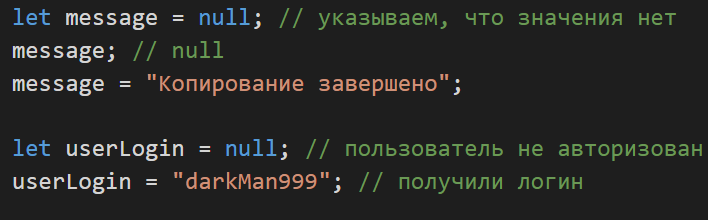 let message = null; // указываем, что значения нет
message; // null
message = "Копирование завершено";
let userLogin = null; // пользователь не авторизован
userLogin = "darkMan999"; // получили логин